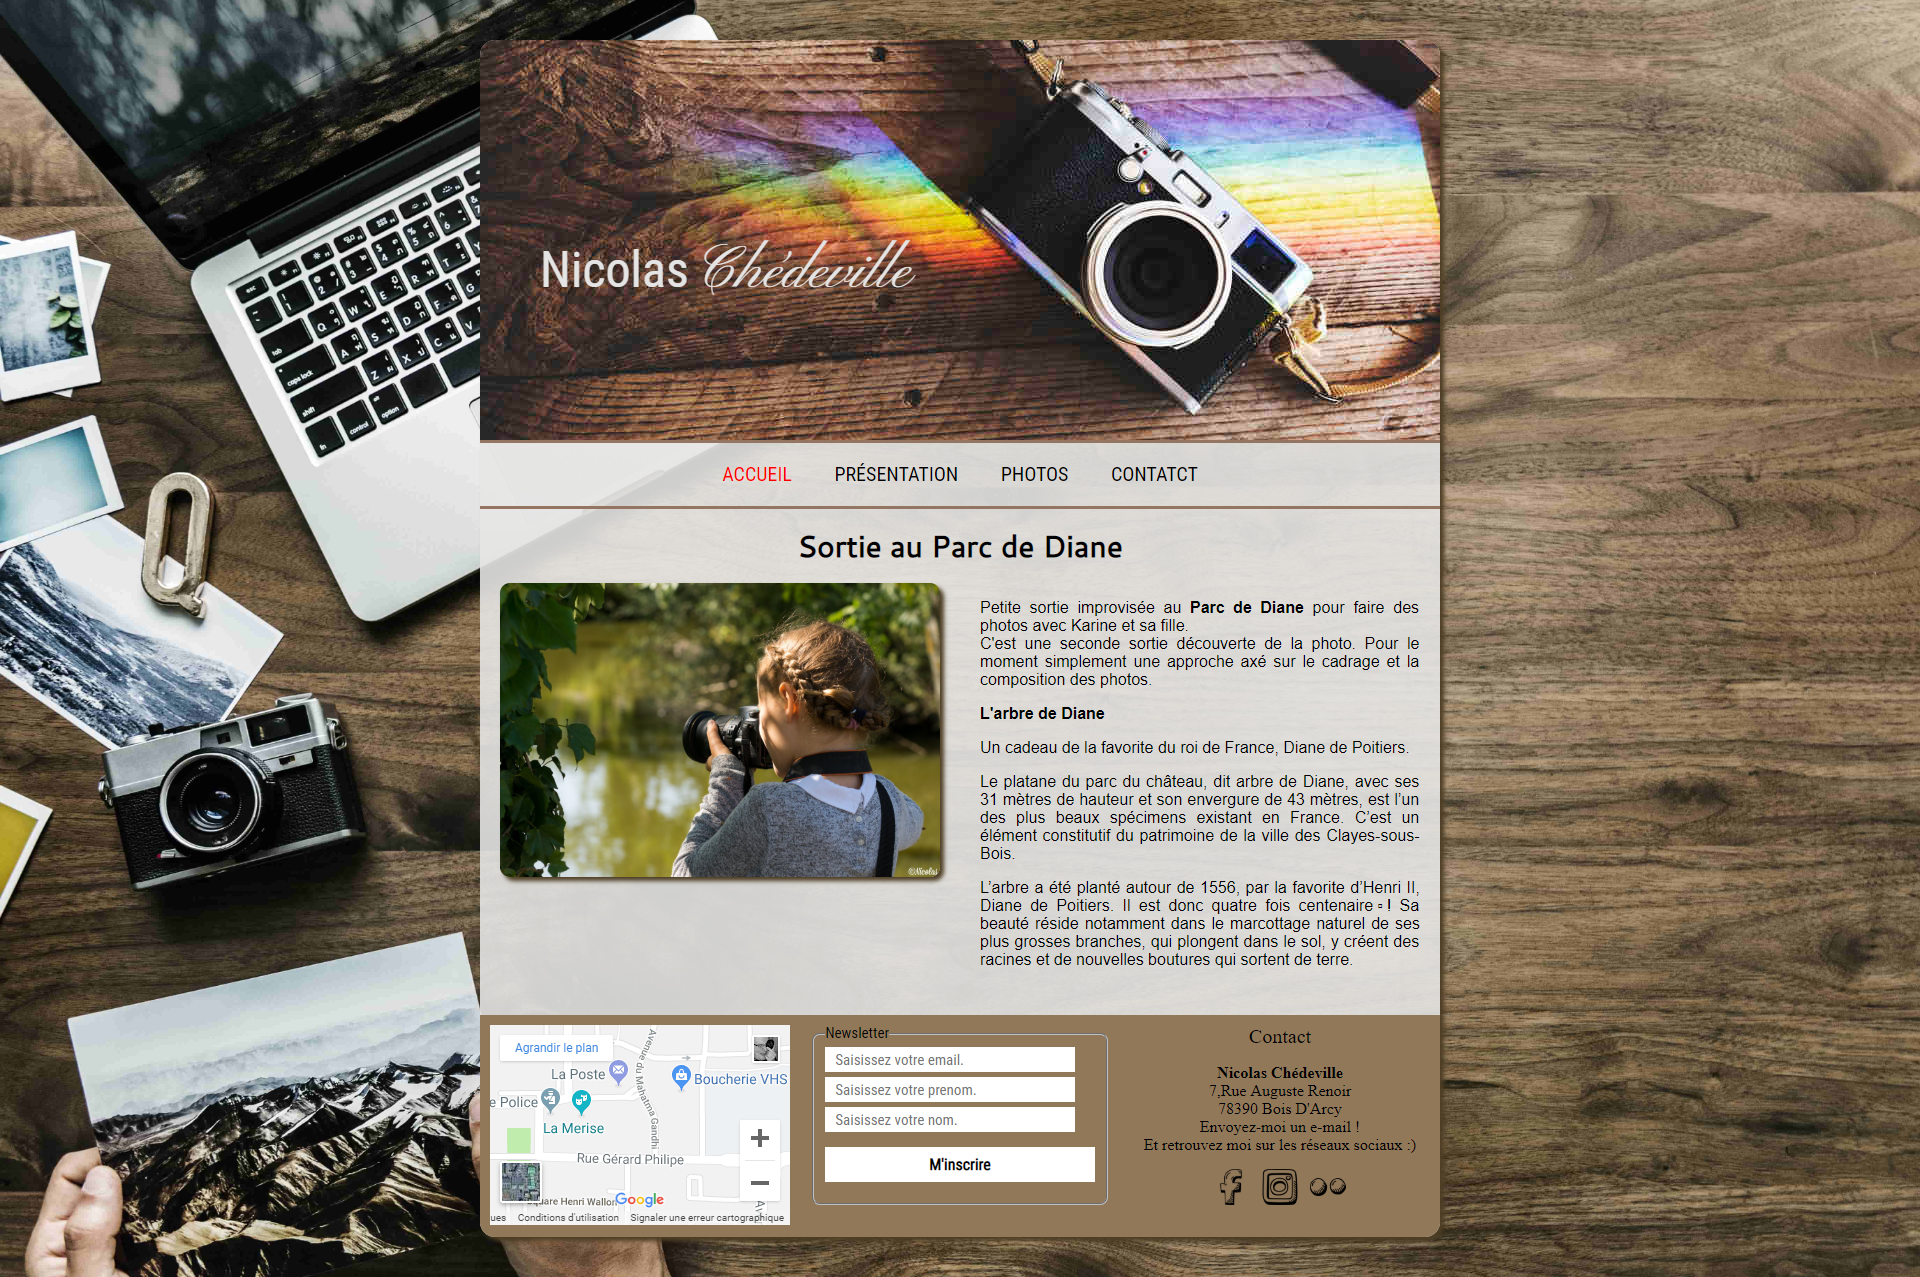 Nicolas Chédeville
ACCUEIL PRÉSENTATION PHOTOS CONTATCT
Sortie au Parc de Diane
Petite sortie improvisée au Parc de Diane pour faire des
photos avec Karine et sa fille.
C'est une seconde sortie découverte de la photo. Pour le
moment simplement une approche axé sur le cadrage et la
composition des photos.
L'arbre de Diane
Un cadeau de la favorite du roi de France, Diane de Poitiers.
Le platane du parc du château, dit arbre de Diane, avec ses
31 mètres de hauteur et son envergure de 43 mètres, est l’un
des plus beaux spécimens existant en France. C’est un
élément constitutif du patrimoine de la ville des Clayes-sous-
Bois.
L’arbre a été planté autour de 1556, par la favorite d’Henri II,
Diane de Poitiers. Il est donc quatre fois centenaire ! Sa
beauté réside notamment dans le marcottage naturel de ses
plus grosses branches, qui plongent dans le sol, y créent des
racines et de nouvelles boutures qui sortent de terre.
©Nicolas
Agrandir le plan
Avenue du Mahatma Gandhi
La Poste
Boucherie VHS
e Police
La Merise
Rue Gérard Philipe
quare Henri Wallon
Google
ues Conditions d'utilisation Signaler une erreur cartographique
Newsletter
Saisissez votre email.
Saisissez votre prenom.
Saisissez votre nom.
M'inscrire
Contact
Nicolas Chédeville
7,Rue Auguste Renoir
78390 Bois D'Arcy
Envoyez-moi un e-mail !
Et retrouvez moi sur les réseaux sociaux :)